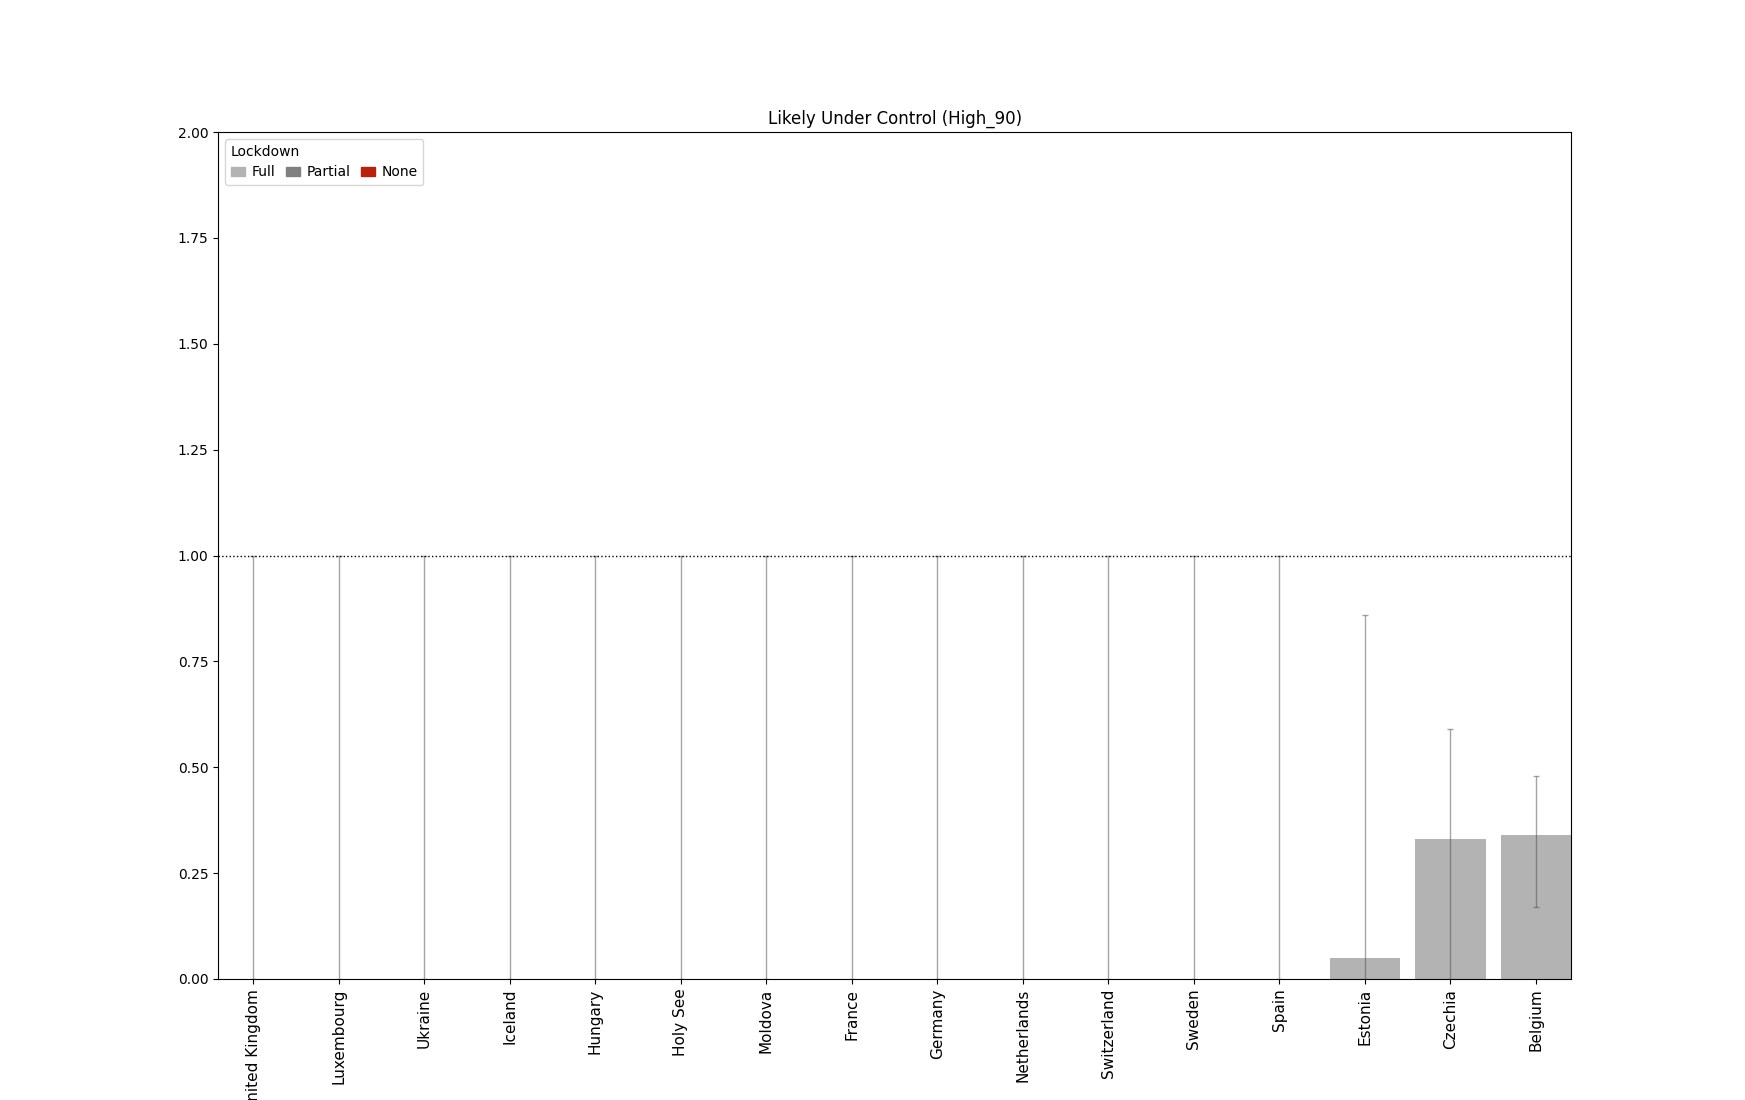 Likely Under Control (High_90)
Lockdown
Full Partial None
2.00
1.75
1.50
1.25
1.00
0.75
0.50
0.25
0.00
nited Kingdom
Luxembourg
Ukraine
Iceland
Hungary
Holy See
Moldova
France
Germany
Netherlands
Switzerland
Sweden
Spain
Estonia
Czechia
Belgium